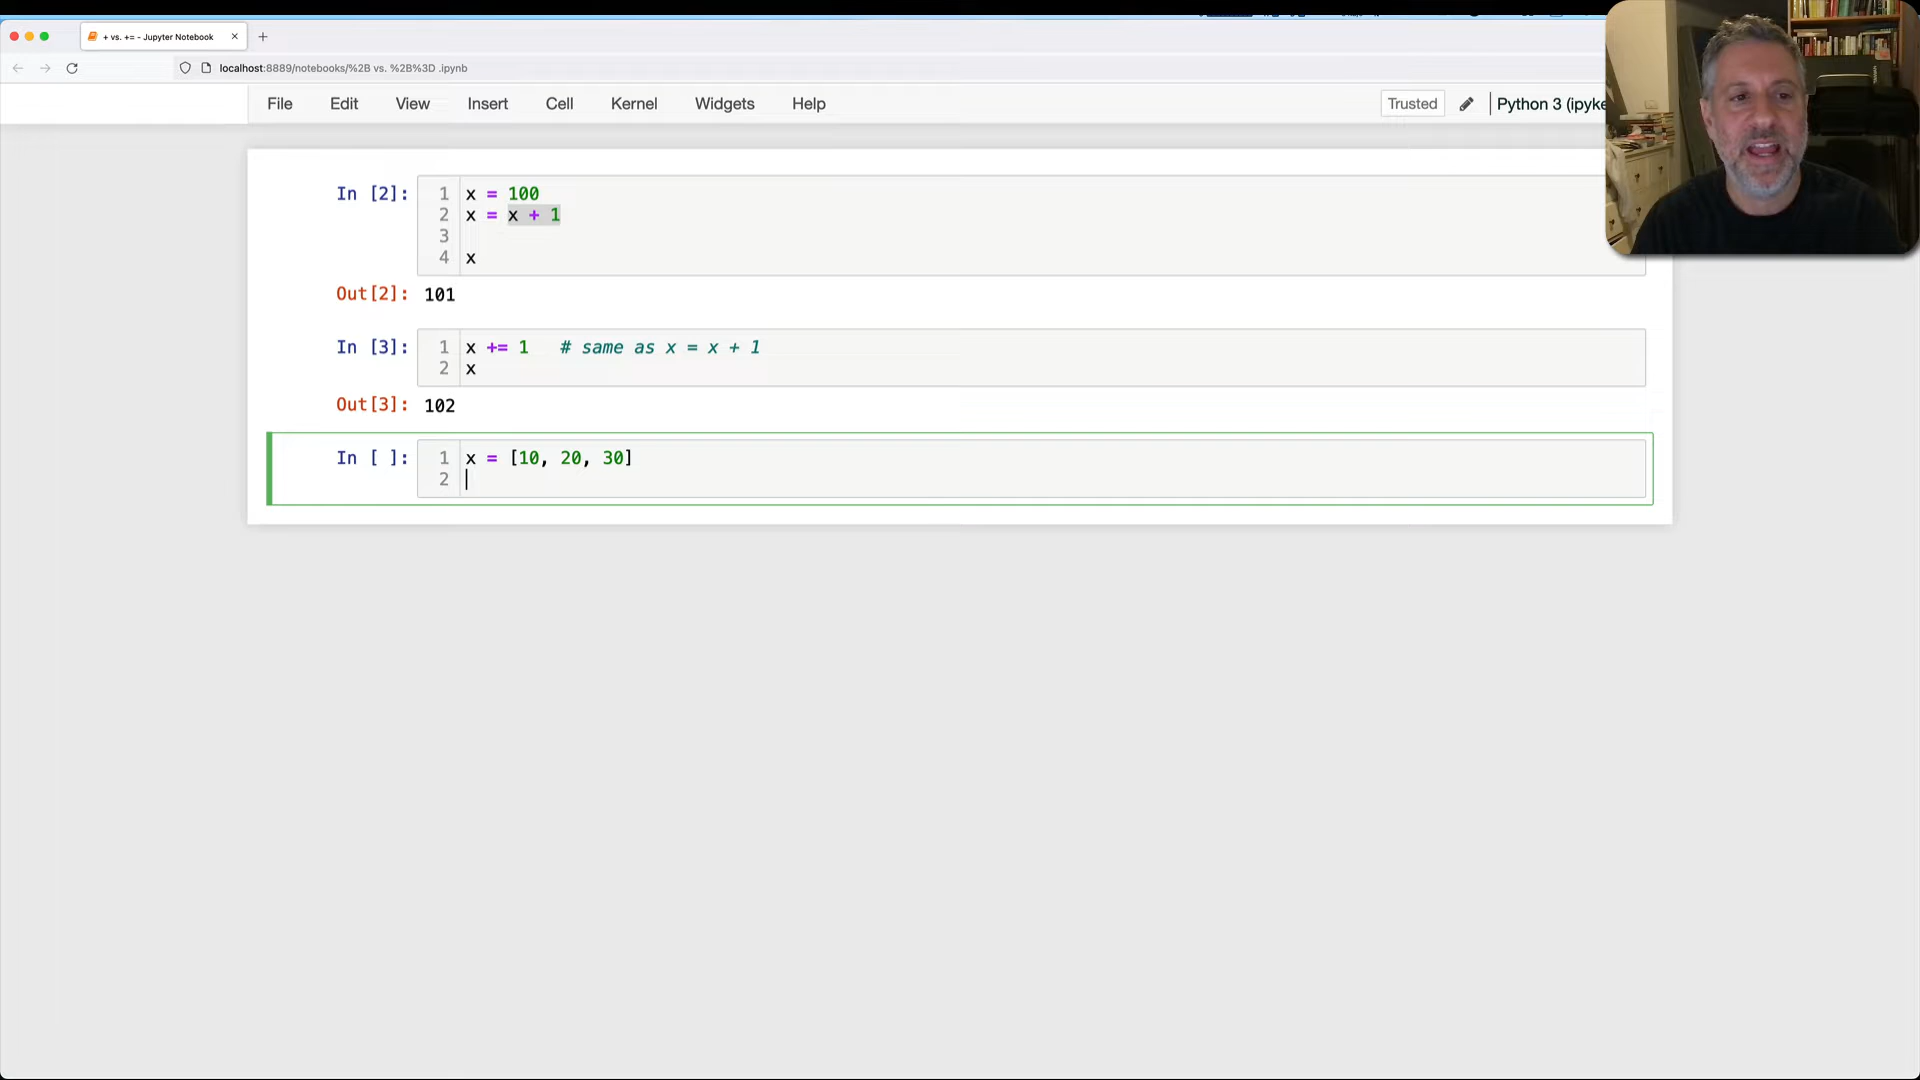 + vs. += - Jupyter Notebook
localhost:8889/notebooks/%2B vs. %2B%3D .ipynb
File Edit View Insert Cell Kernel Widgets Help Trusted Python 3 (ipyke
In [2]: 1 x = 100
2 x = x + 1
3
4 x
Out[2]: 101
In [3]: 1 x += 1 # same as x = x + 1
2 x
Out[3]: 102
In [ ]: 1 x = [10, 20, 30]
2